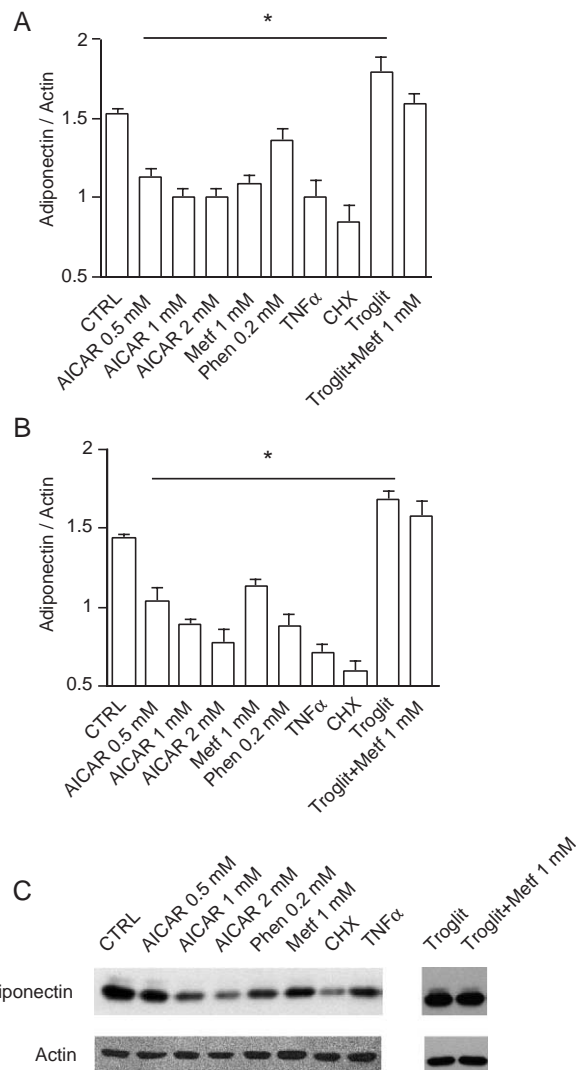 A
*
2
1.5
1
0.5
Adiponectin / Actin
CTRL
AICAR 0.5 mM
AICAR 1 mM
AICAR 2 mM
Metf 1 mM
Phen 0.2 mM
TNFα
CHX
Troglit
Troglit+Metf 1 mM
B
*
2
1.5
1
0.5
Adiponectin / Actin
CTRL
AICAR 0.5 mM
AICAR 1 mM
AICAR 2 mM
Metf 1 mM
Phen 0.2 mM
TNFα
CHX
Troglit
Troglit+Metf 1 mM
C
CTRL
AICAR 0.5 mM
AICAR 1 mM
AICAR 2 mM
Phen 0.2 mM
Metf 1 mM
CHX
TNFα
Troglit
Troglit+Metf 1 mM
iponectin
Actin